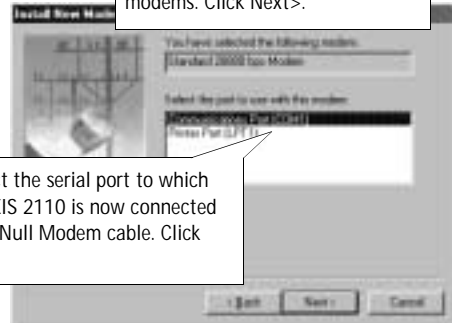 modems. Click Next>.
Install New Modem
You have selected the following modem:
Standard 28800 bps Modem
Select the port to use with this modem:
Communications Port (COM1)
Printer Port (LPT1)
t the serial port to which
IS 2110 is now connected
Null Modem cable. Click
< Back
Next >
Cancel